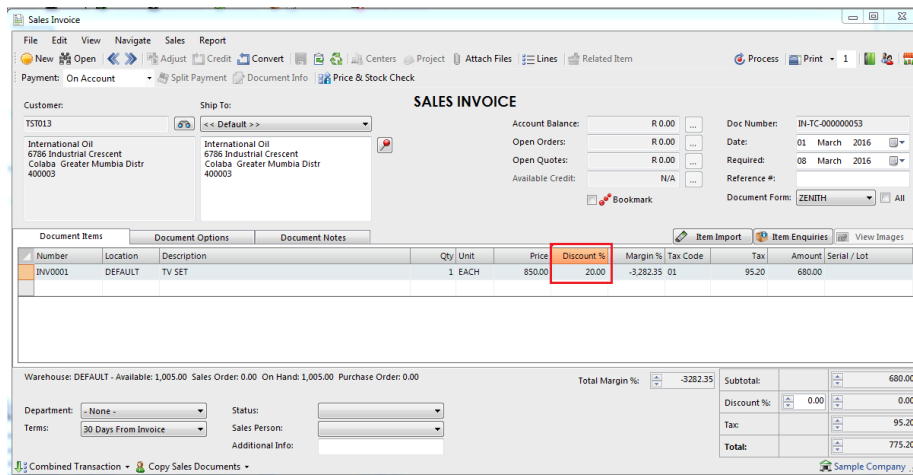 Sales Invoice
File Edit View Navigate Sales Report
New Open Adjust Credit Convert Centers Project Attach Files Lines Related Item Process Print 1
Payment: On Account Split Payment Document Info Price & Stock Check
SALES INVOICE
Customer: Ship To:
TST013 << Default >>
International Oil
6786 Industrial Crescent
Colaba Greater Mumbia Distr
400003
International Oil
6786 Industrial Crescent
Colaba Greater Mumbia Distr
400003
Account Balance: R 0.00 ...
Open Orders: R 0.00 ...
Open Quotes: R 0.00 ...
Available Credit: N/A ...
Bookmark
Doc Number: IN-TC-000000053
Date: 01 March 2016
Required: 08 March 2016
Reference #:
Document Form: ZENITH All
Document Items Document Options Document Notes Item Import Item Enquiries View Images
Number Location Description Qty Unit Price Discount % Margin % Tax Code Tax Amount Serial / Lot
INV0001 DEFAULT TV SET 1 EACH 850.00 20.00 -3,282.35 01 95.20 680.00
Warehouse: DEFAULT - Available: 1,005.00 Sales Order: 0.00 On Hand: 1,005.00 Purchase Order: 0.00
Total Margin %: -3282.35
Department: - None - Status:
Terms: 30 Days From Invoice Sales Person:
Additional Info:
Subtotal: 680.00
Discount %: 0.00 0.00
Tax: 95.20
Total: 775.20
Combined Transaction Copy Sales Documents Sample Company